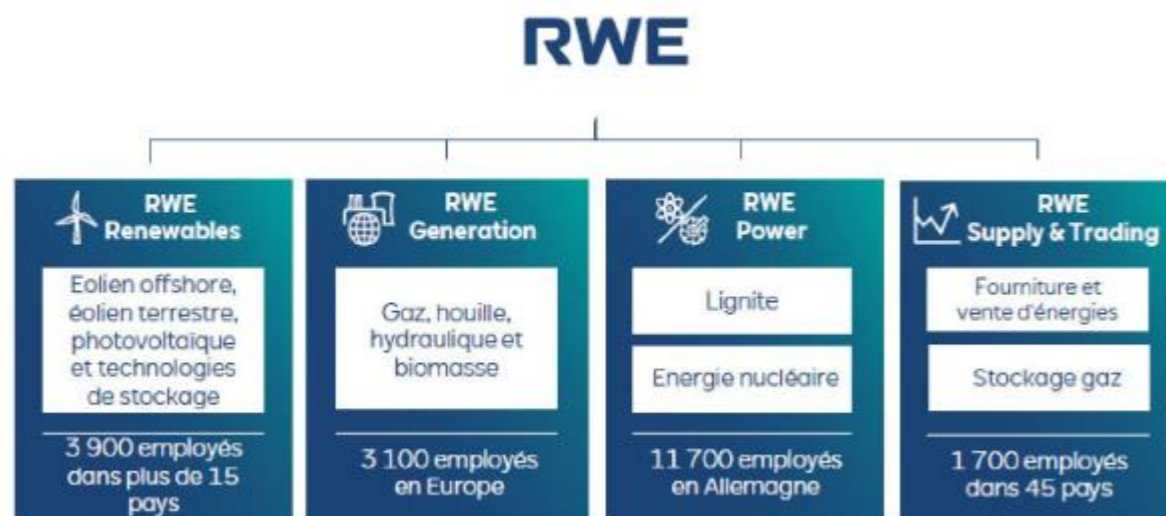 RWE
RWE
Renewables
Eolien offshore,
éolien terrestre,
photovoltaïque
et technologies
de stockage
3 900 employés
dans plus de 15
pays
RWE
Generation
Gaz, houille,
hydraulique et
biomasse
3 100 employés
en Europe
RWE
Power
Lignite
Energie nucléaire
11 700 employés
en Allemagne
RWE
Supply & Trading
Fourniture et
vente d'énergies
Stockage gaz
1 700 employés
dans 45 pays